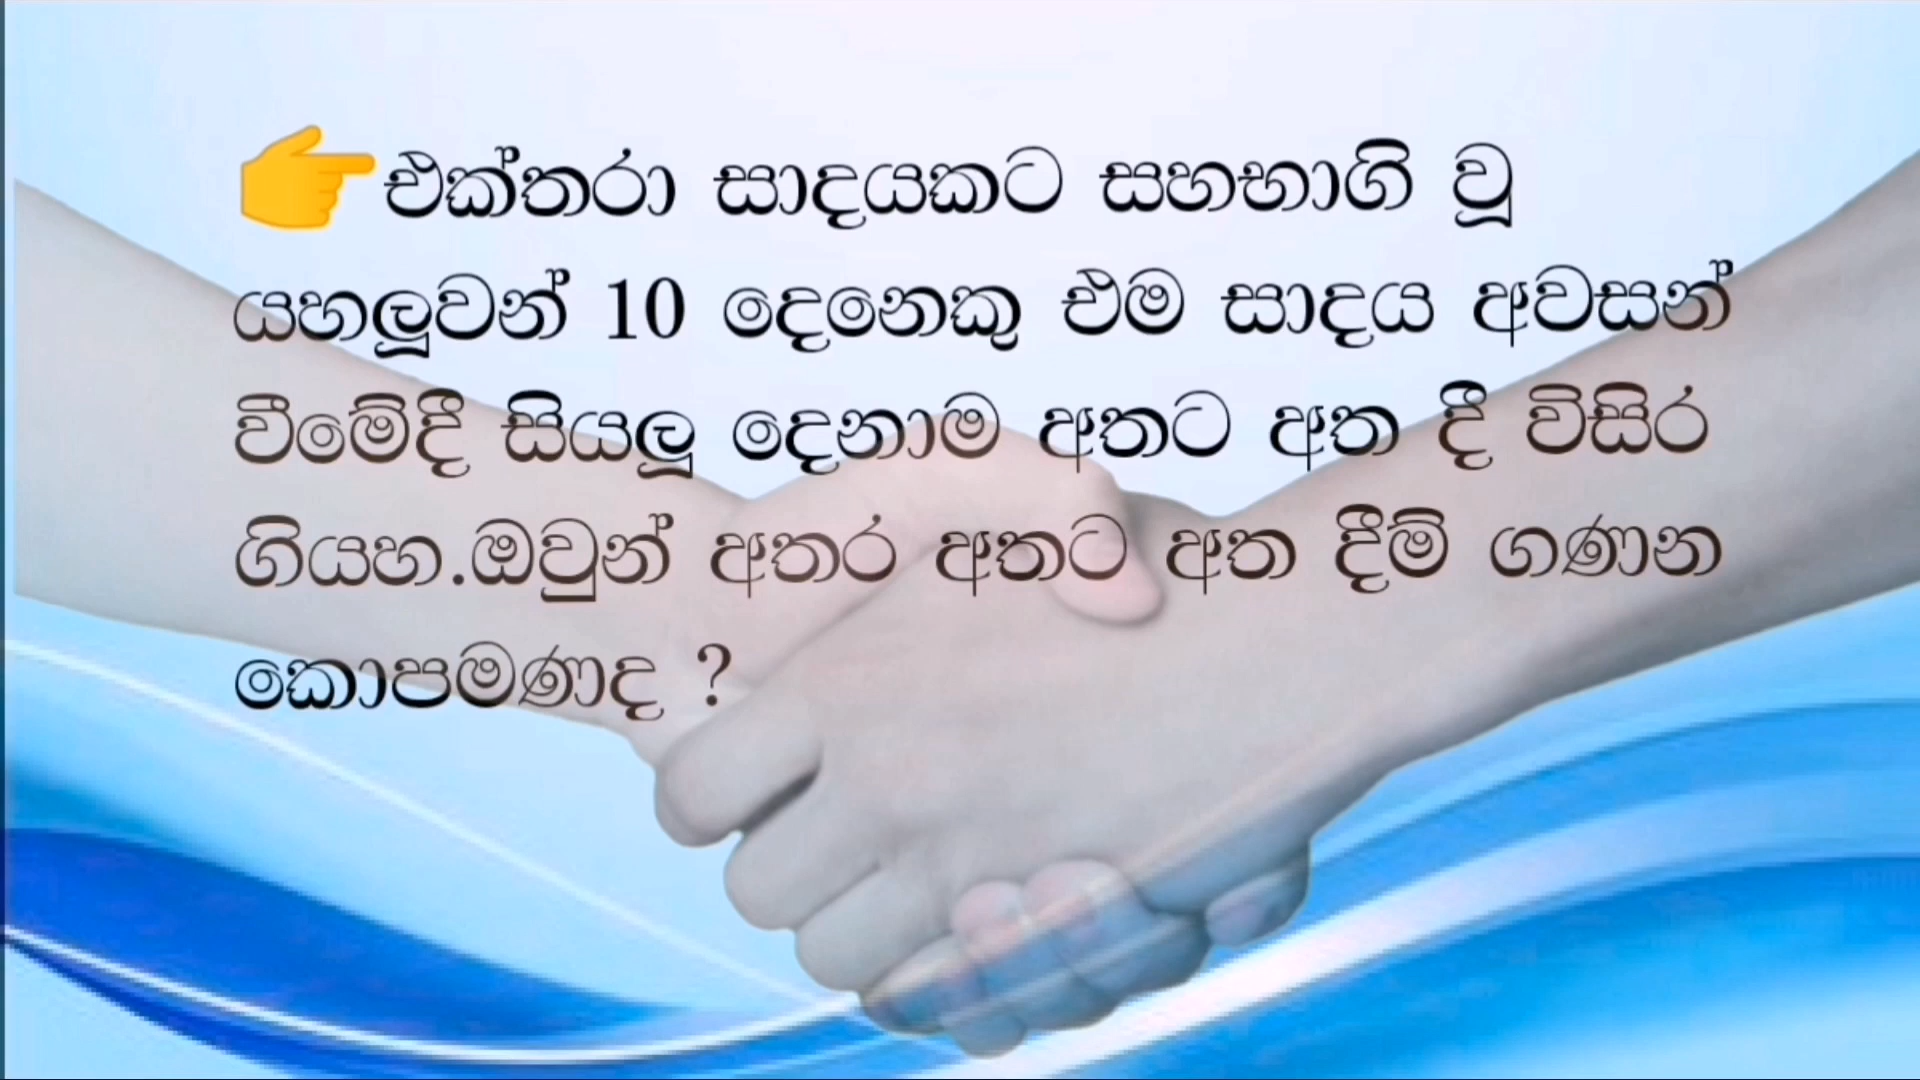 👉එක්තරා සාදයකට සහභාගි වූ
යහලූවන් 10 දෙනෙකු එම සාදය අවසන්
වීමේදී සියලූ දෙනාම අතට අත දී විසිර
ගියහ.ඔවුන් අතර අතට අත දීම් ගණන
කොපමණද ?